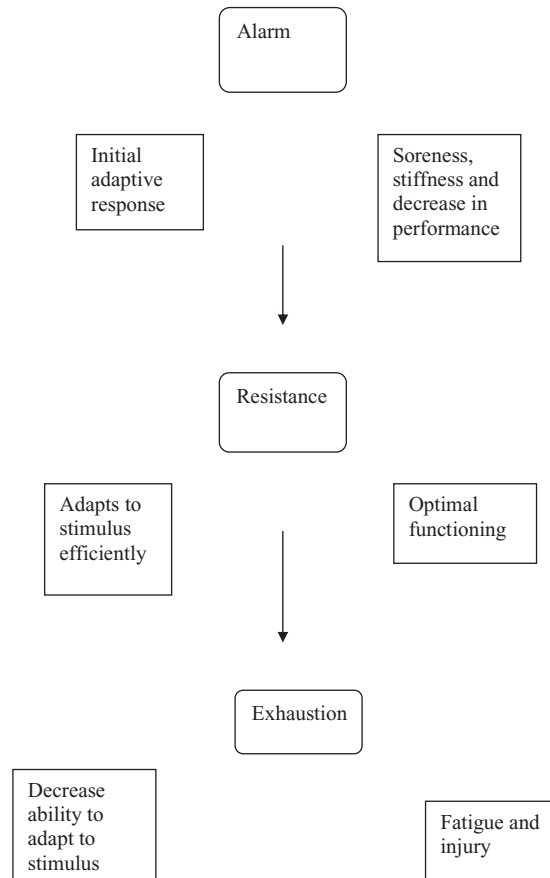 Alarm
Initial
adaptive
response
Soreness,
stiffness and
decrease in
performance
Resistance
Adapts to
stimulus
efficiently
Optimal
functioning
Exhaustion
Decrease
ability to
adapt to
stimulus
Fatigue and
injury